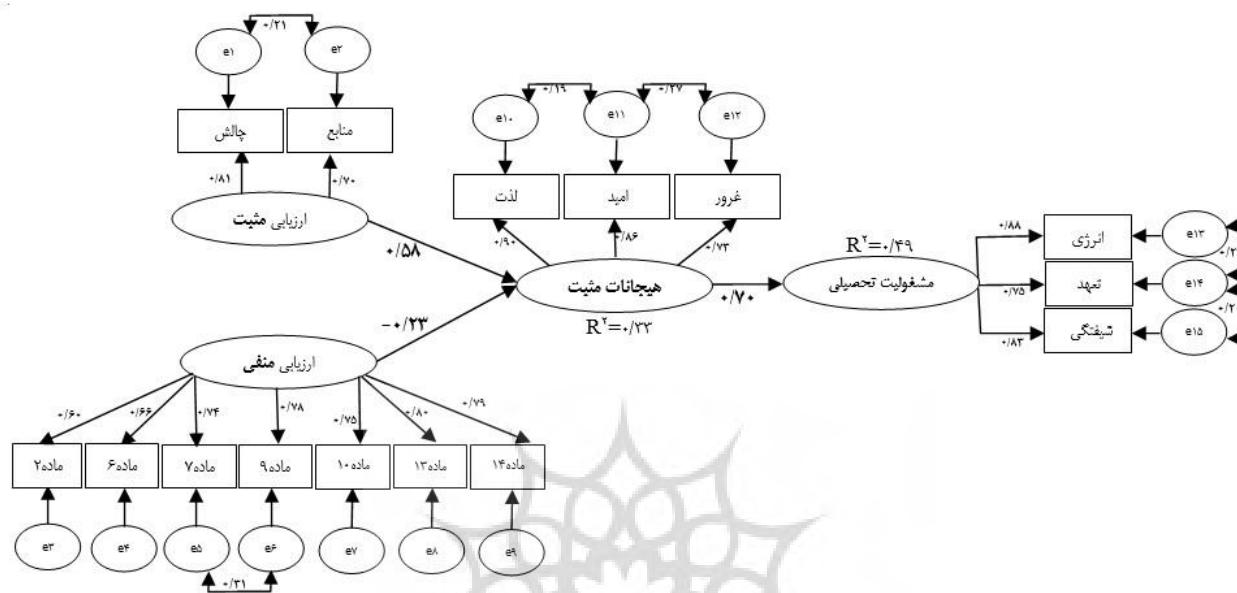 ۰/۲۱
e۱
e۲
چالش
منابع
۰/۸۱
۰/۷۰
ارزیابی مثبت
۰/۵۸
۰/۱۹
۰/۲۷
e۱۰
e۱۱
e۱۲
لذت
امید
غرور
۰/۹۰
۰/۸۶
۰/۷۳
هیجانات مثبت
R۲=۰/۳۳
۰/۷۰
R۲=۰/۴۹
مشغولیت تحصیلی
۰/۸۸
۰/۷۵
۰/۸۳
انرژی
تعهد
شیفتگی
e۱۳
e۱۴
e۱۵
−۰/۲۳
ارزیابی منفی
۰/۶۰
۰/۶۶
۰/۷۴
۰/۷۸
۰/۷۵
۰/۸۰
۰/۷۹
ماده۲
ماده۶
ماده۷
ماده۹
ماده۱۰
ماده۱۳
ماده۱۴
e۳
e۴
e۵
e۶
e۷
e۸
e۹
۰/۳۱